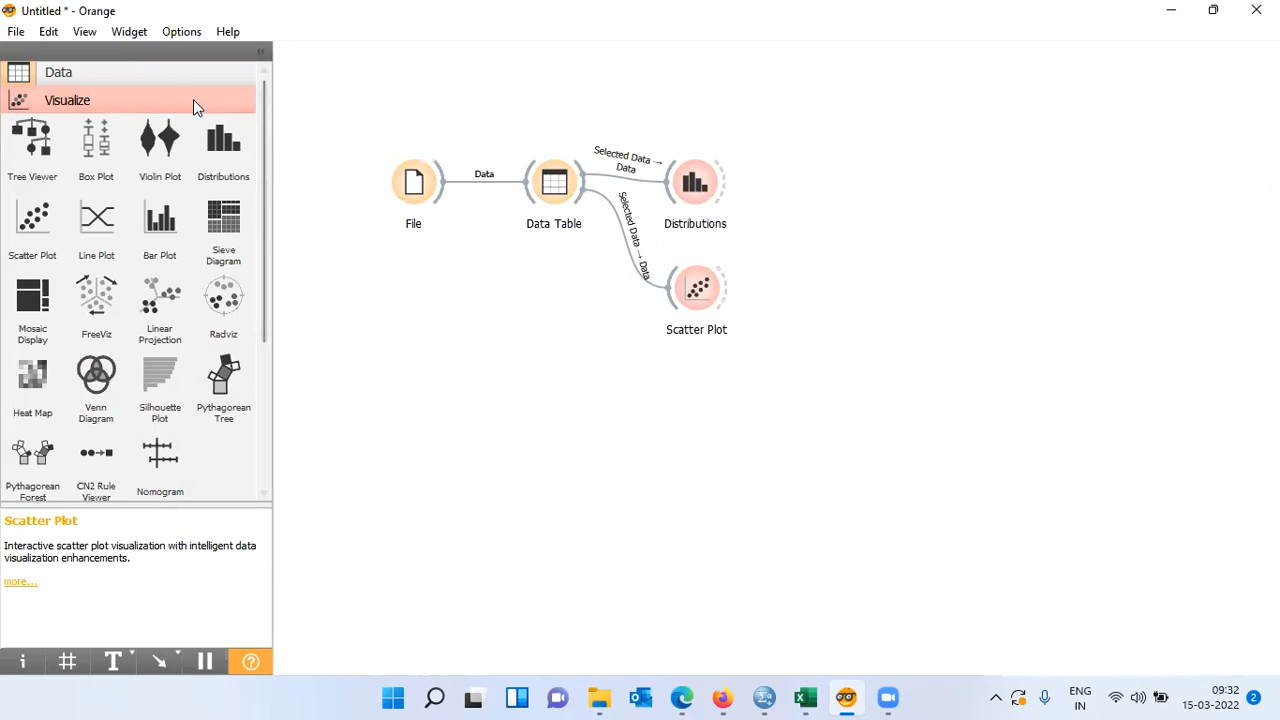 Untitled * - Orange
File Edit View Widget Options Help
Data
Visualize
Tree Viewer Box Plot Violin Plot Distributions
Scatter Plot Line Plot Bar Plot Sieve
Diagram
Mosaic
Display FreeViz Linear
Projection Radviz
Heat Map Venn
Diagram Silhouette
Plot Pythagorean
Tree
Pythagorean
Forest CN2 Rule
Viewer Nomogram
Scatter Plot
Interactive scatter plot visualization with intelligent data
visualization enhancements.
more...
File
Data
Data Table
Selected Data →
Data
Distributions
Selected Data → Data
Scatter Plot
ENG
IN
09:32
15-03-2022
2